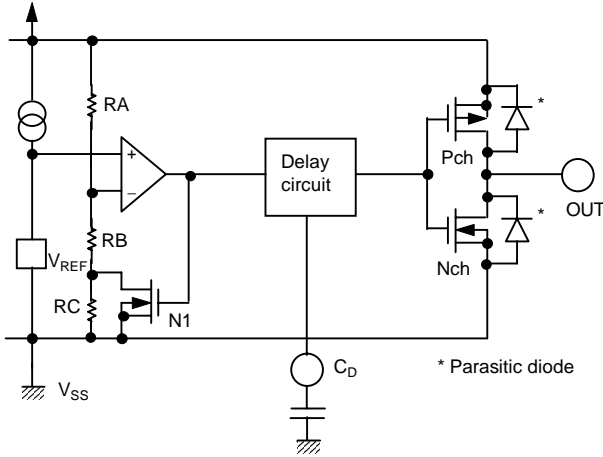 RA
*
+
−
Delay
circuit
Pch
OUT
*
RB
VREF
Nch
RC
N1
CD
* Parasitic diode
VSS